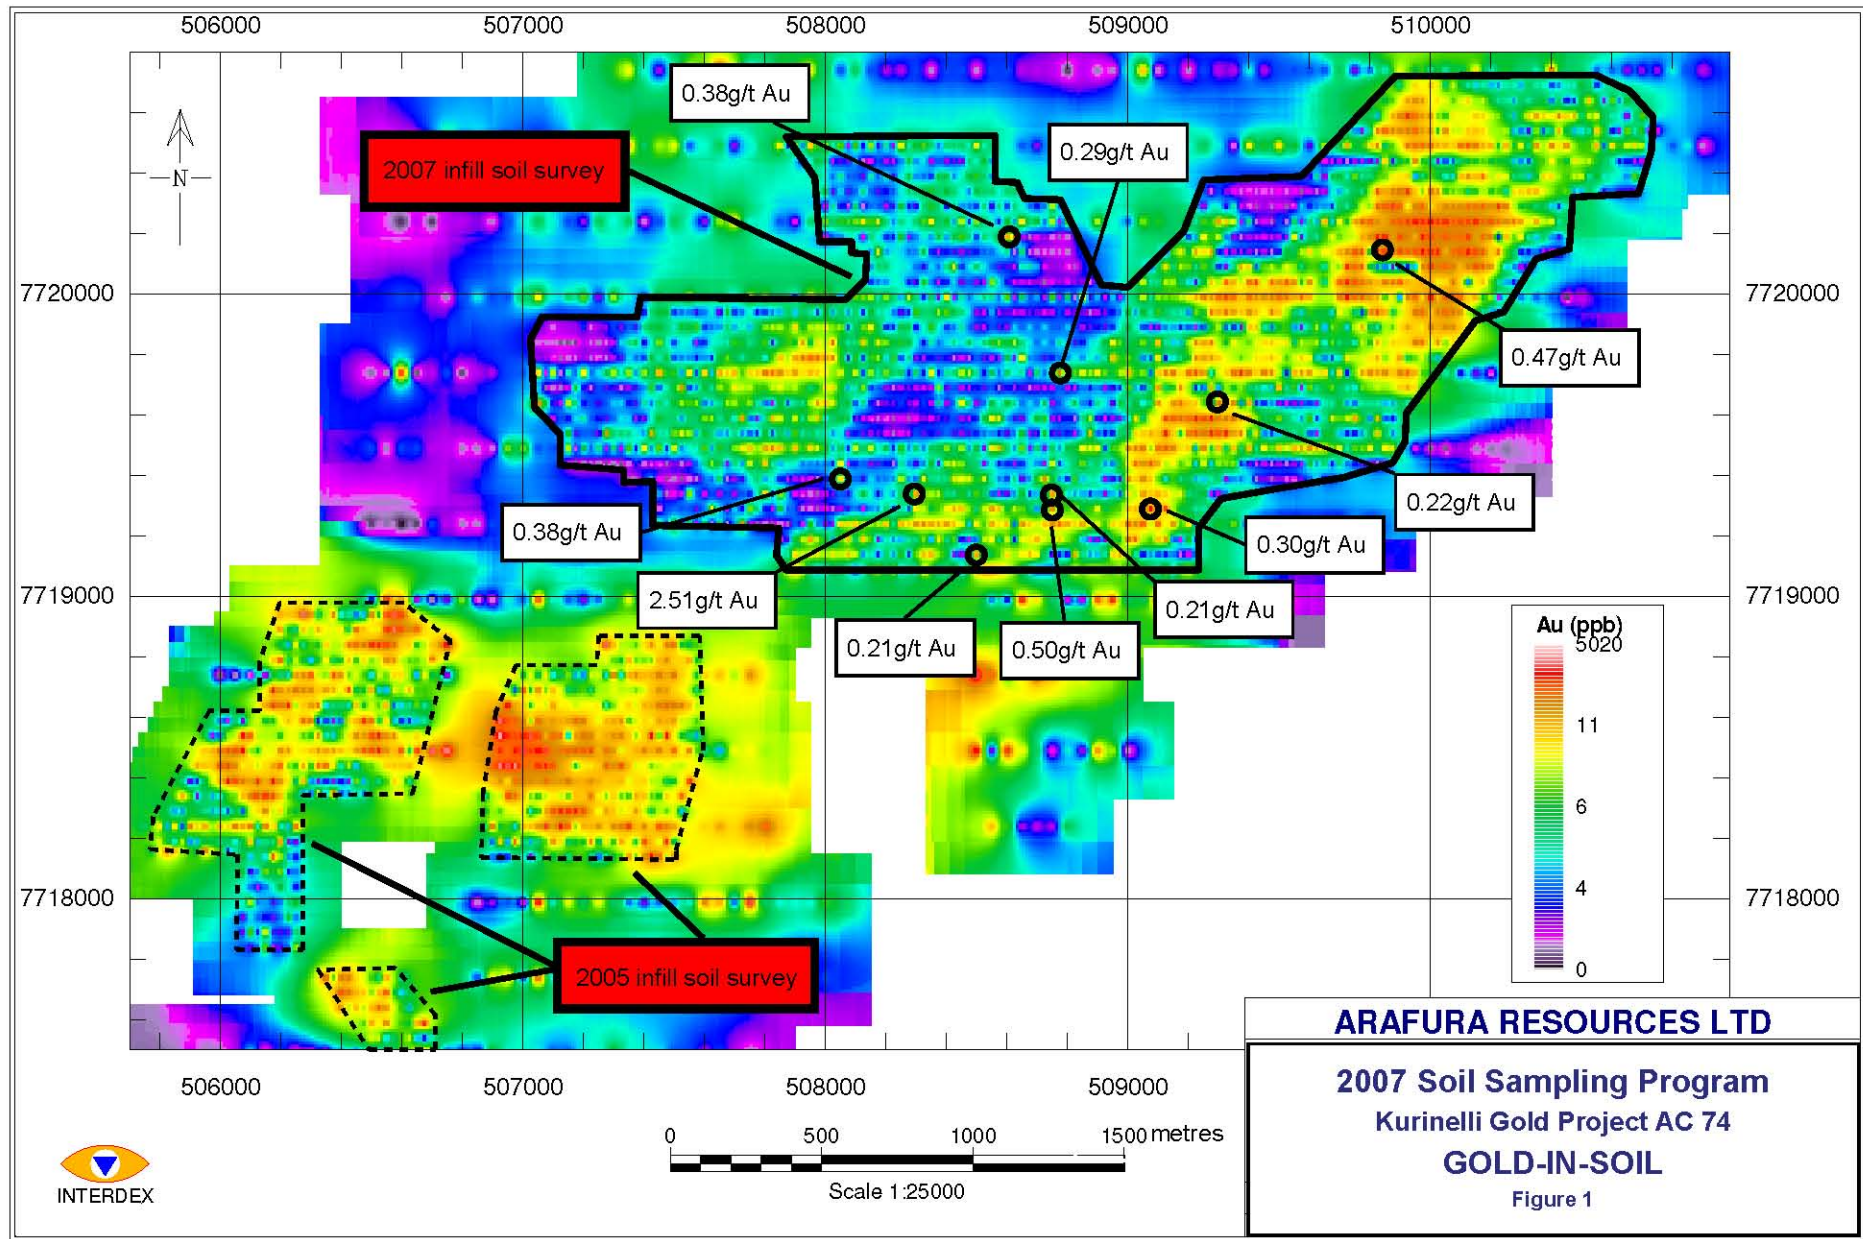 506000 507000 508000 509000 510000
0.38g/t Au
0.29g/t Au
2007 infill soil survey
N
7720000 7720000
0.47g/t Au
0.22g/t Au
0.38g/t Au
0.30g/t Au
2.51g/t Au
0.21g/t Au
7719000 7719000
0.21g/t Au
0.50g/t Au
Au (ppb)
5020
11
6
4
0
7718000 7718000
2005 infill soil survey
506000 507000 508000 509000
ARAFURA RESOURCES LTD
2007 Soil Sampling Program
Kurinelli Gold Project AC 74
GOLD-IN-SOIL
Figure 1
0 500 1000 1500 metres
Scale 1:25000
INTERDEX